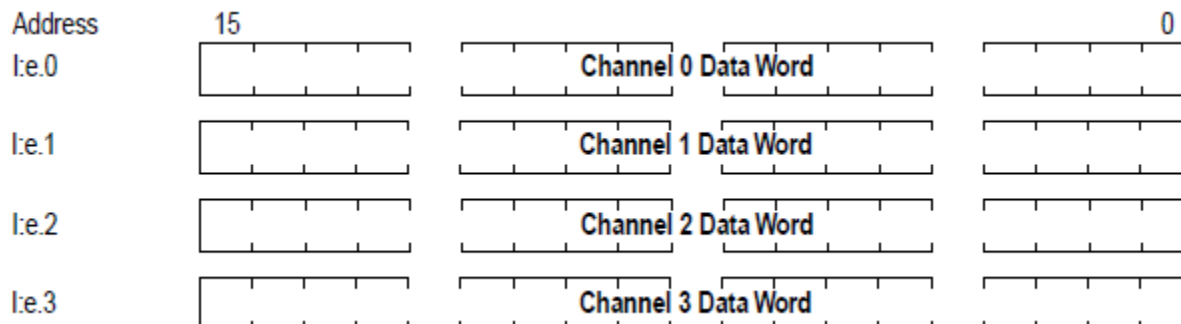 Address 15 0
I:e.0 Channel 0 Data Word
I:e.1 Channel 1 Data Word
I:e.2 Channel 2 Data Word
I:e.3 Channel 3 Data Word